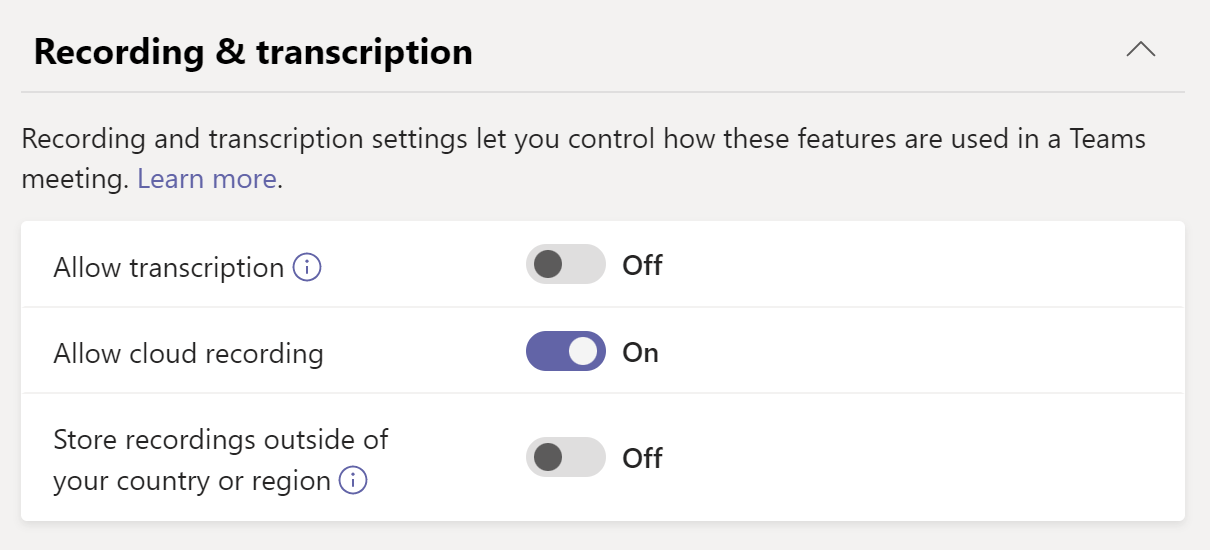 Recording & transcription
Recording and transcription settings let you control how these features are used in a Teams
meeting. Learn more.
Allow transcription Off
Allow cloud recording On
Store recordings outside of
your country or region Off